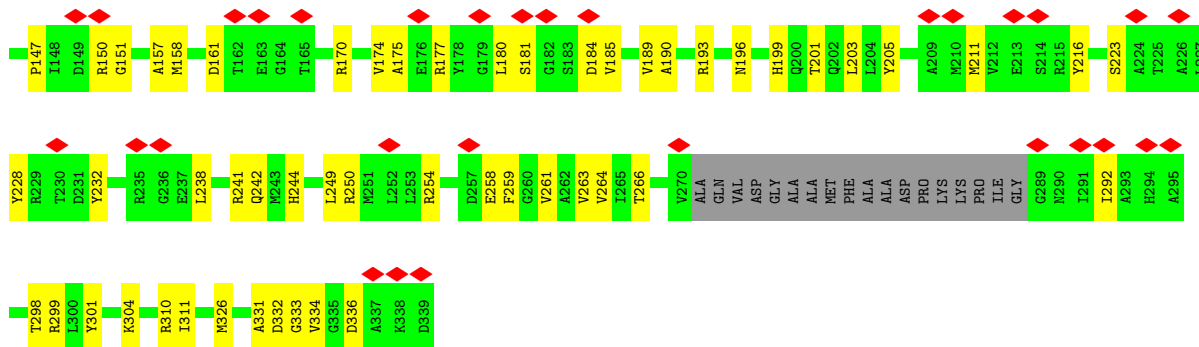 P147 I148 D149 R150 G151 A157 M158 D161 T162 E163 G164 T165 R170 V174 A175 E176 R177 Y178 G179 L180 S181 G182 S183 D184 V185 V189 A190 R193 N196 H199 Q200 T201 Q202 L203 L204 Y205 A209 M210 M211 V212 E213 S214 R215 Y216 S223 A224 T225 A226
Y228 R229 T230 D231 Y232 R235 G236 E237 L238 R241 Q242 M243 H244 L249 R250 M251 L252 L253 R254 D257 E258 F259 G260 V261 A262 V263 V264 I265 T266 V270 ALA GLN VAL ASP GLY ALA ALA MET PHE ALA ALA ASP PRO LYS LYS PRO ILE GLY G289 N290 I291 I292 A293 H294 A295
T298 R299 L300 Y301 K304 R310 I311 M326 A331 D332 G333 V334 G335 D336 A337 K338 D339